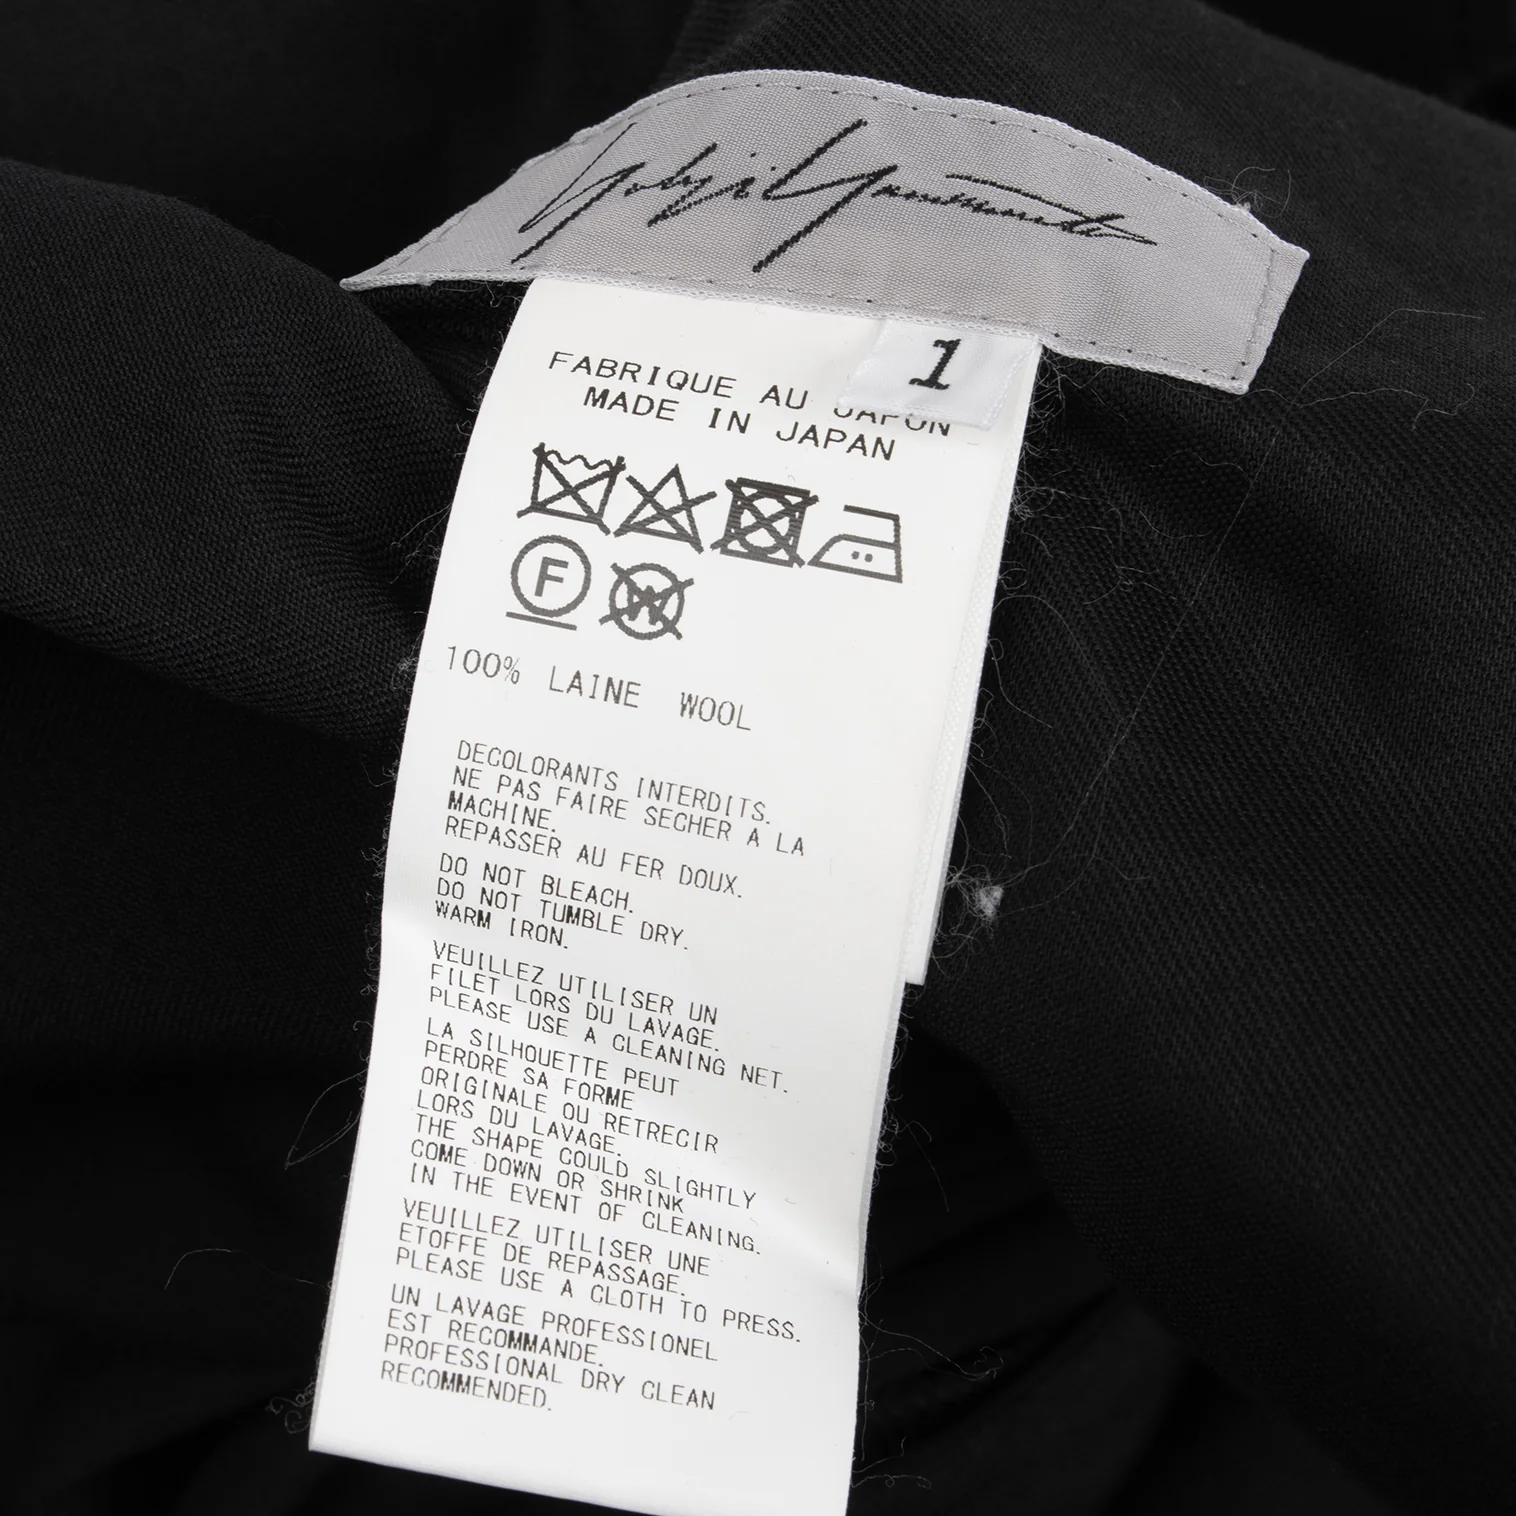 Yohji Yamamoto
1
FABRIQUE AU JAPON
MADE IN JAPAN
F
W
100% LAINE WOOL
DECOLORANTS INTERDITS.
NE PAS FAIRE SECHER A LA
MACHINE.
REPASSER AU FER DOUX.
DO NOT BLEACH.
DO NOT TUMBLE DRY.
WARM IRON.
VEUILLEZ UTILISER UN
FILET LORS DU LAVAGE.
PLEASE USE A CLEANING NET.
LA SILHOUETTE PEUT
PERDRE SA FORME
ORIGINALE OU RETRECIR
LORS DU LAVAGE.
THE SHAPE COULD SLIGHTLY
COME DOWN OR SHRINK
IN THE EVENT OF CLEANING.
VEUILLEZ UTILISER UNE
ETOFFE DE REPASSAGE.
PLEASE USE A CLOTH TO PRESS.
UN LAVAGE PROFESSIONEL
EST RECOMMANDE.
PROFESSIONAL DRY CLEAN
RECOMMENDED.